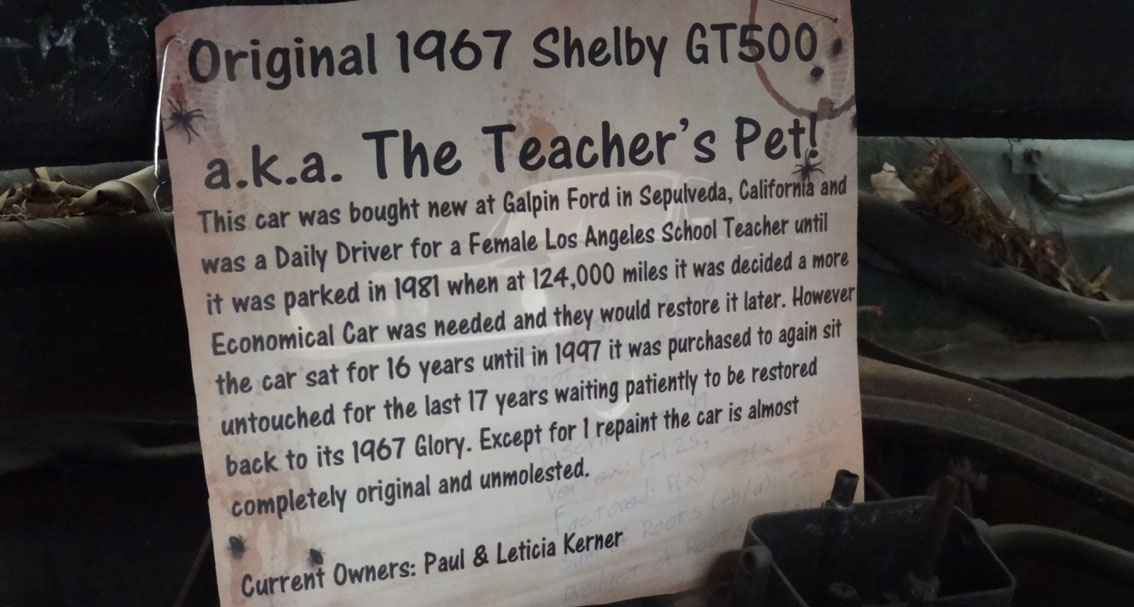 Original 1967 Shelby GT500
a.k.a. The Teacher's Pet!
This car was bought new at Galpin Ford in Sepulveda, California and
was a Daily Driver for a Female Los Angeles School Teacher until
it was parked in 1981 when at 124,000 miles it was decided a more
Economical Car was needed and they would restore it later. However
the car sat for 16 years until in 1997 it was purchased to again sit
untouched for the last 17 years waiting patiently to be restored
back to its 1967 Glory. Except for 1 repaint the car is almost
completely original and unmolested.
Current Owners: Paul & Leticia Kerner